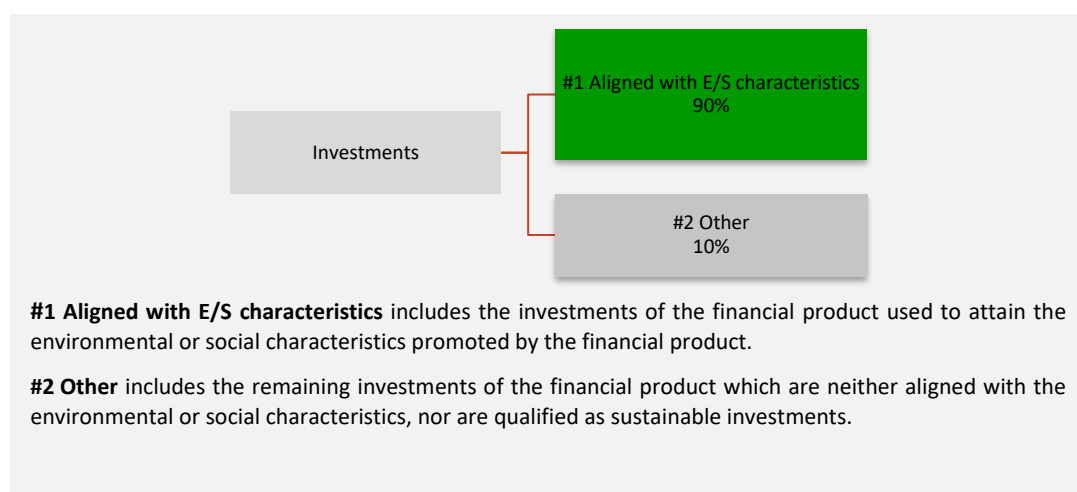 #1 Aligned with E/S characteristics
90%
Investments
#2 Other
10%
#1 Aligned with E/S characteristics includes the investments of the financial product used to attain the
environmental or social characteristics promoted by the financial product.
#2 Other includes the remaining investments of the financial product which are neither aligned with the
environmental or social characteristics, nor are qualified as sustainable investments.